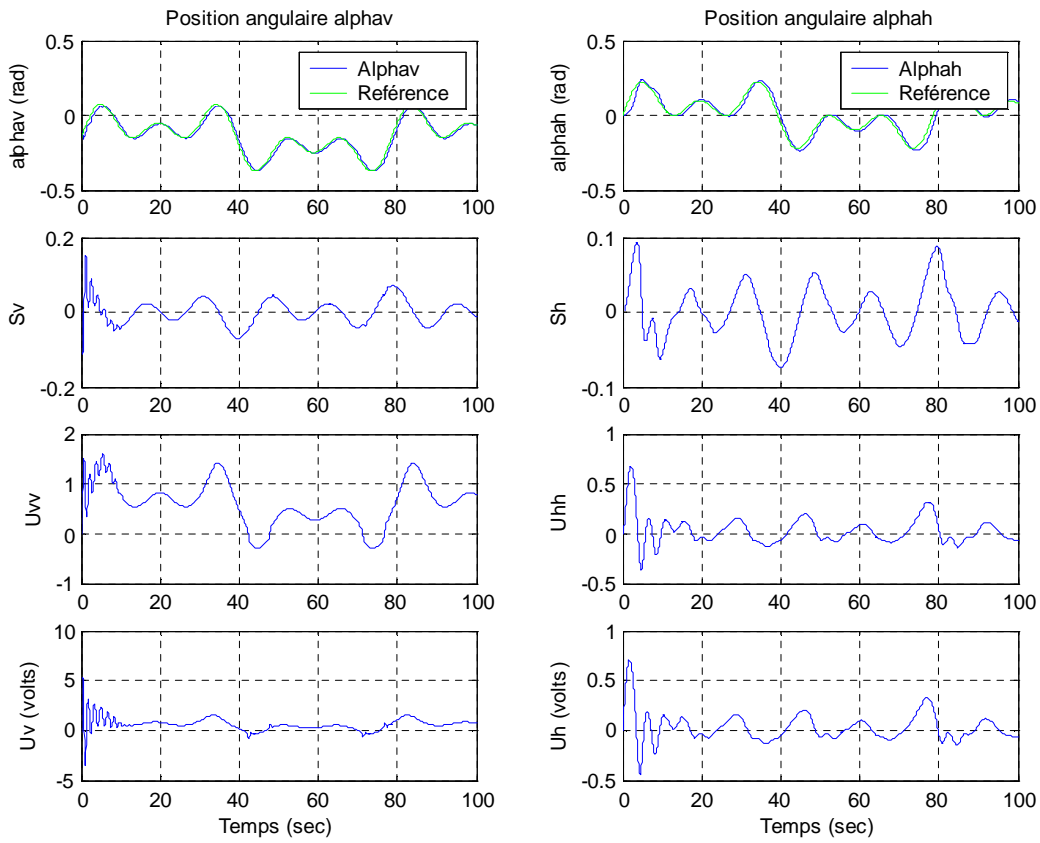 Position angulaire alphav
Position angulaire alphah
0.5
0
-0.5
alphav (rad)
Alphav
Reférence
0 20 40 60 80 100
0.5
0
-0.5
alphah (rad)
Alphah
Reférence
0 20 40 60 80 100
0.2
0
-0.2
Sv
0 20 40 60 80 100
0.1
0
-0.1
Sh
0 20 40 60 80 100
2
1
0
-1
Uvv
0 20 40 60 80 100
1
0.5
0
-0.5
Uhh
0 20 40 60 80 100
10
5
0
-5
Uv (volts)
0 20 40 60 80 100
Temps (sec)
1
0.5
0
-0.5
Uh (volts)
0 20 40 60 80 100
Temps (sec)